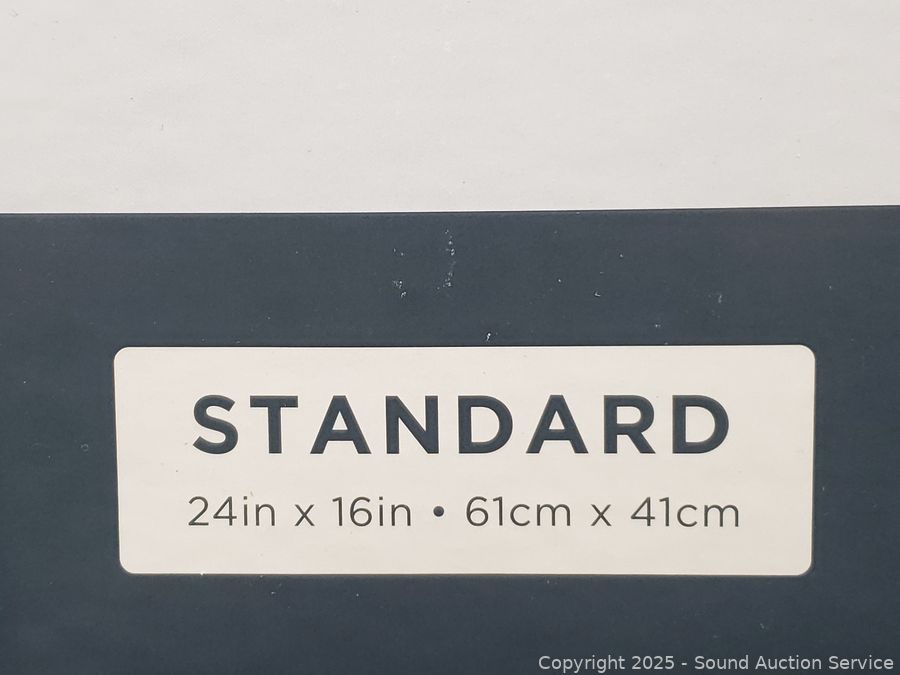 STANDARD
24in x 16in • 61cm x 41cm
Copyright 2025 - Sound Auction Service